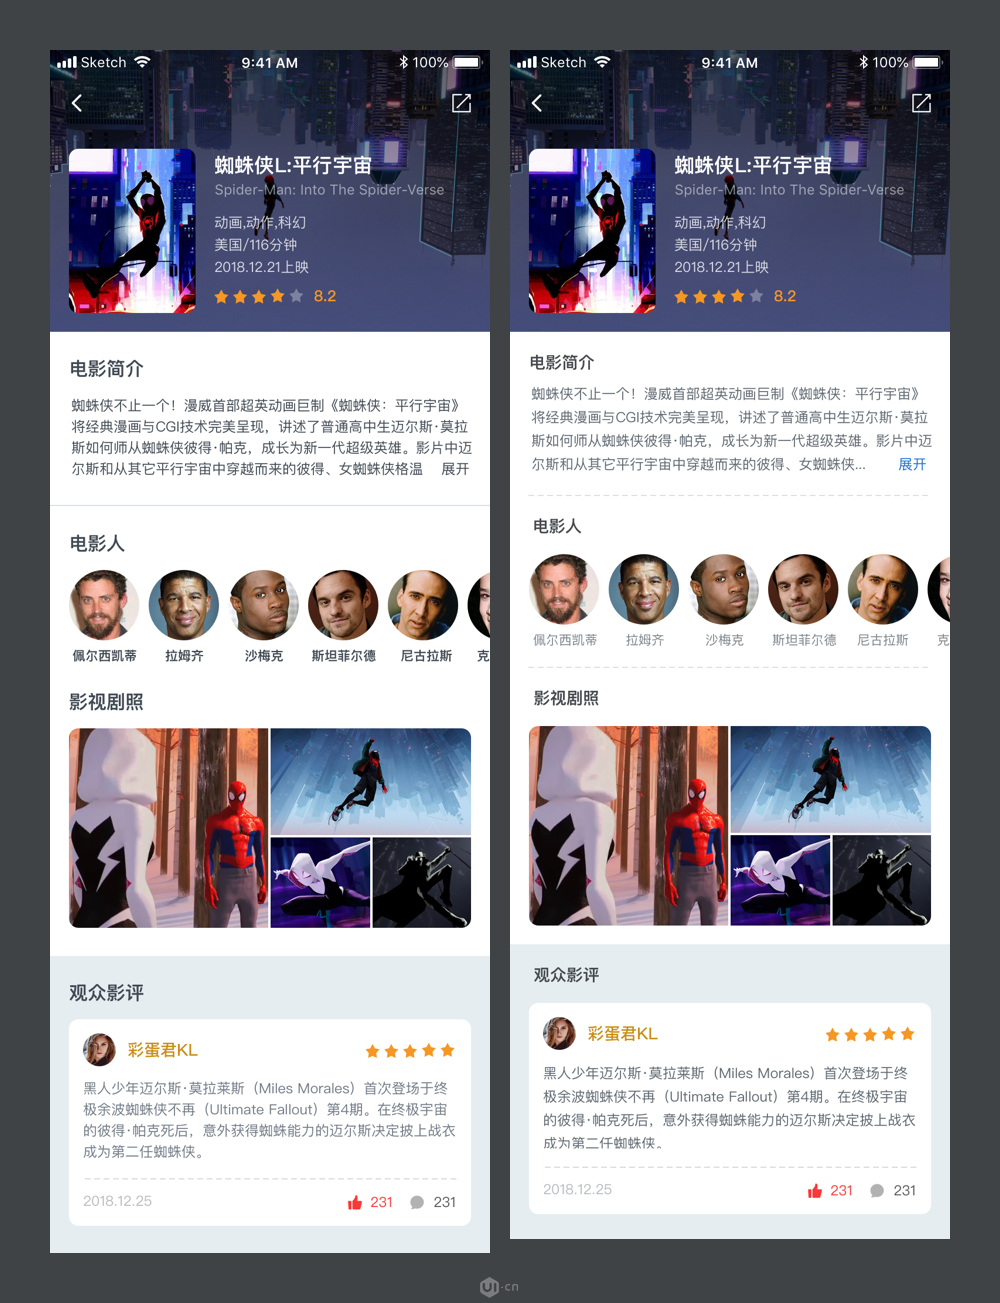 Sketch 9:41 AM 100%
蜘蛛侠L:平行宇宙
Spider-Man: Into The Spider-Verse
动画,动作,科幻
美国/116分钟
2018.12.21上映
8.2
电影简介
蜘蛛侠不止一个！漫威首部超英动画巨制《蜘蛛侠：平行宇宙》
将经典漫画与CGI技术完美呈现，讲述了普通高中生迈尔斯·莫拉
斯如何师从蜘蛛侠彼得·帕克，成长为新一代超级英雄。影片中迈
尔斯和从其它平行宇宙中穿越而来的彼得、女蜘蛛侠格温 展开
电影人
佩尔西凯蒂 拉姆齐 沙梅克 斯坦菲尔德 尼古拉斯 克
影视剧照
观众影评
彩蛋君KL
黑人少年迈尔斯·莫拉莱斯（Miles Morales）首次登场于终
极余波蜘蛛侠不再（Ultimate Fallout）第4期。在终极宇宙
的彼得·帕克死后，意外获得蜘蛛能力的迈尔斯决定披上战衣
成为第二任蜘蛛侠。
2018.12.25 231 231
Sketch 9:41 AM 100%
蜘蛛侠L:平行宇宙
Spider-Man: Into The Spider-Verse
动画,动作,科幻
美国/116分钟
2018.12.21上映
8.2
电影简介
蜘蛛侠不止一个！漫威首部超英动画巨制《蜘蛛侠：平行宇宙》
将经典漫画与CGI技术完美呈现，讲述了普通高中生迈尔斯·莫拉
斯如何师从蜘蛛侠彼得·帕克，成长为新一代超级英雄。影片中迈
尔斯和从其它平行宇宙中穿越而来的彼得、女蜘蛛侠... 展开
电影人
佩尔西凯蒂 拉姆齐 沙梅克 斯坦菲尔德 尼古拉斯 克
影视剧照
观众影评
彩蛋君KL
黑人少年迈尔斯·莫拉莱斯（Miles Morales）首次登场于终
极余波蜘蛛侠不再（Ultimate Fallout）第4期。在终极宇宙
的彼得·帕克死后，意外获得蜘蛛能力的迈尔斯决定披上战衣
成为第二任蜘蛛侠。
2018.12.25 231 231
UI·cn